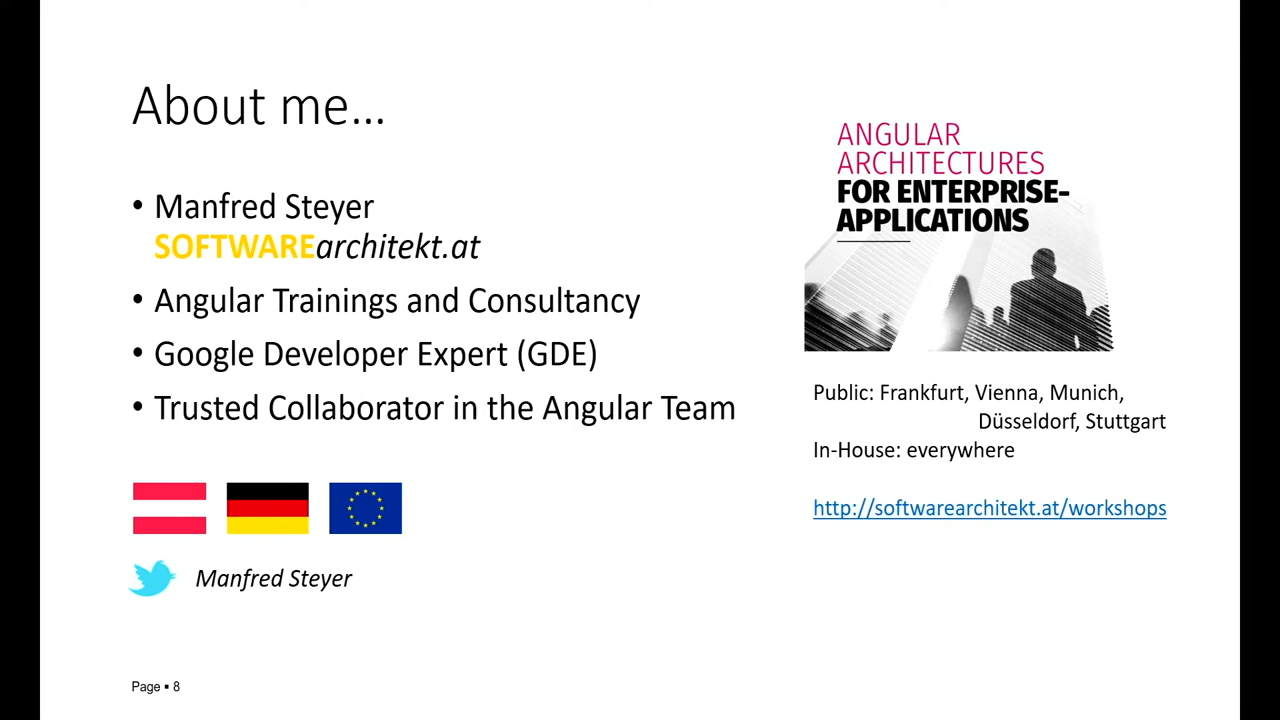 About me...
• Manfred Steyer
SOFTWAREarchitekt.at
• Angular Trainings and Consultancy
• Google Developer Expert (GDE)
• Trusted Collaborator in the Angular Team
Manfred Steyer
ANGULAR
ARCHITECTURES
FOR ENTERPRISE-
APPLICATIONS
Public: Frankfurt, Vienna, Munich,
Düsseldorf, Stuttgart
In-House: everywhere
http://softwarearchitekt.at/workshops
Page ▪ 8